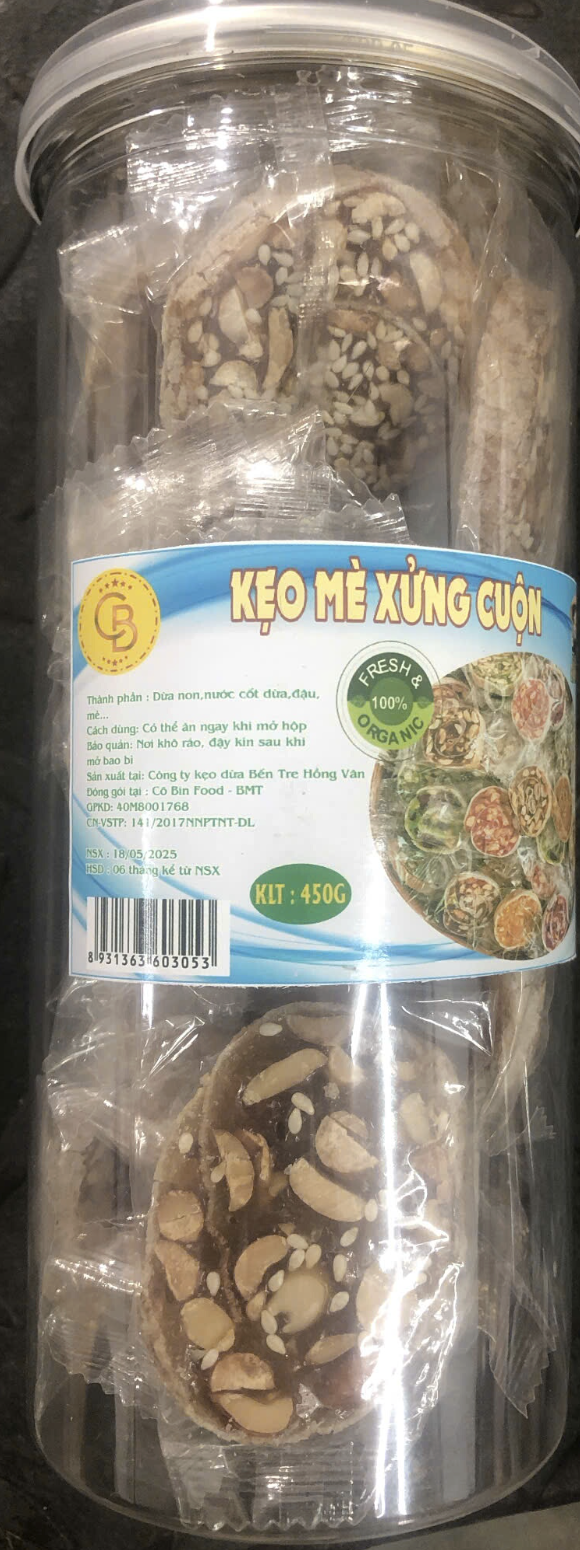 CB
KẸO MÈ XỬNG CUỘN
FRESH &
100%
ORGANIC
Thành phần : Dừa non,nước cốt dừa,đậu,
mè...
Cách dùng: Có thể ăn ngay khi mở hộp
Bảo quản: Nơi khô ráo, đậy kín sau khi
mở bao bì
Sản xuất tại: Công ty kẹo dừa Bến Tre Hồng Vân
Đóng gói tại : Cô Bin Food - BMT
GPKD: 40M8001768
CN-VSTP: 141/2017NNPTNT-DL
NSX : 18/05/2025
HSD : 06 tháng kể từ NSX
KLT : 450G
8 931363 603053